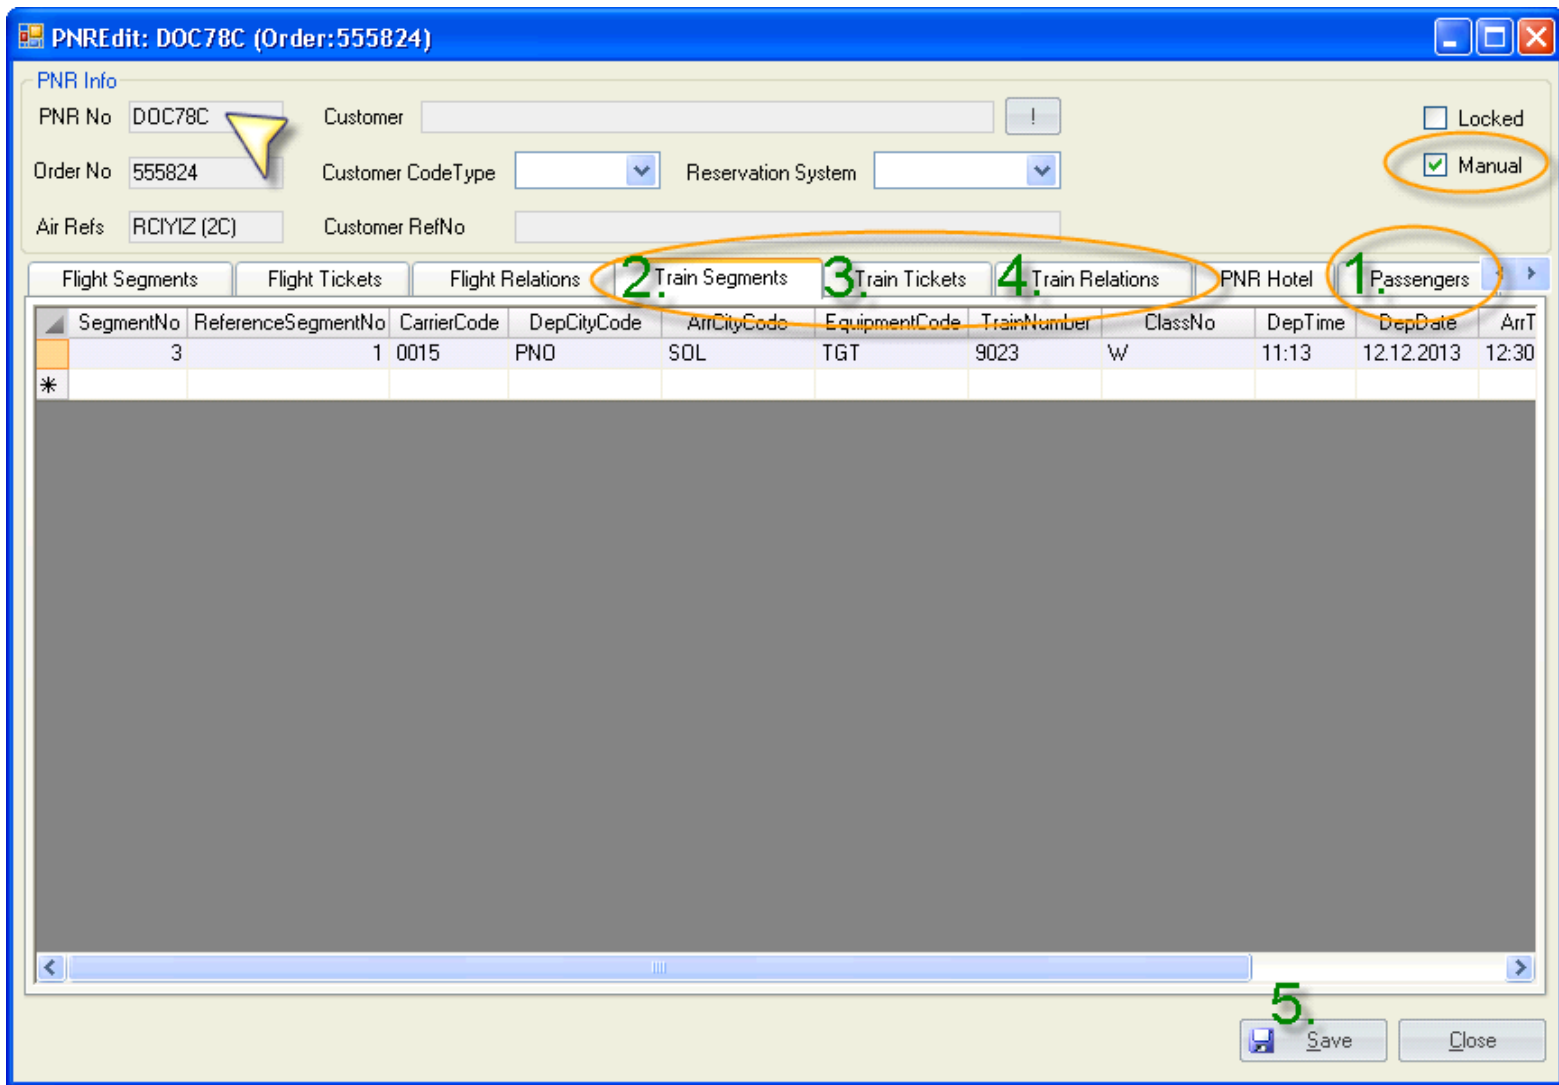 PNREdit: DOC78C (Order:555824)
PNR Info
PNR No DOC78C Customer ! Locked
Order No 555824 Customer CodeType Reservation System Manual
Air Refs RCIYIZ (2C) Customer RefNo
Flight Segments Flight Tickets Flight Relations 2. Train Segments 3. Train Tickets 4. Train Relations PNR Hotel 1. Passengers
SegmentNo ReferenceSegmentNo CarrierCode DepCityCode ArrCityCode EquipmentCode TrainNumber ClassNo DepTime DepDate ArrT
3 1 0015 PNO SOL TGT 9023 W 11:13 12.12.2013 12:30
5.
Save Close